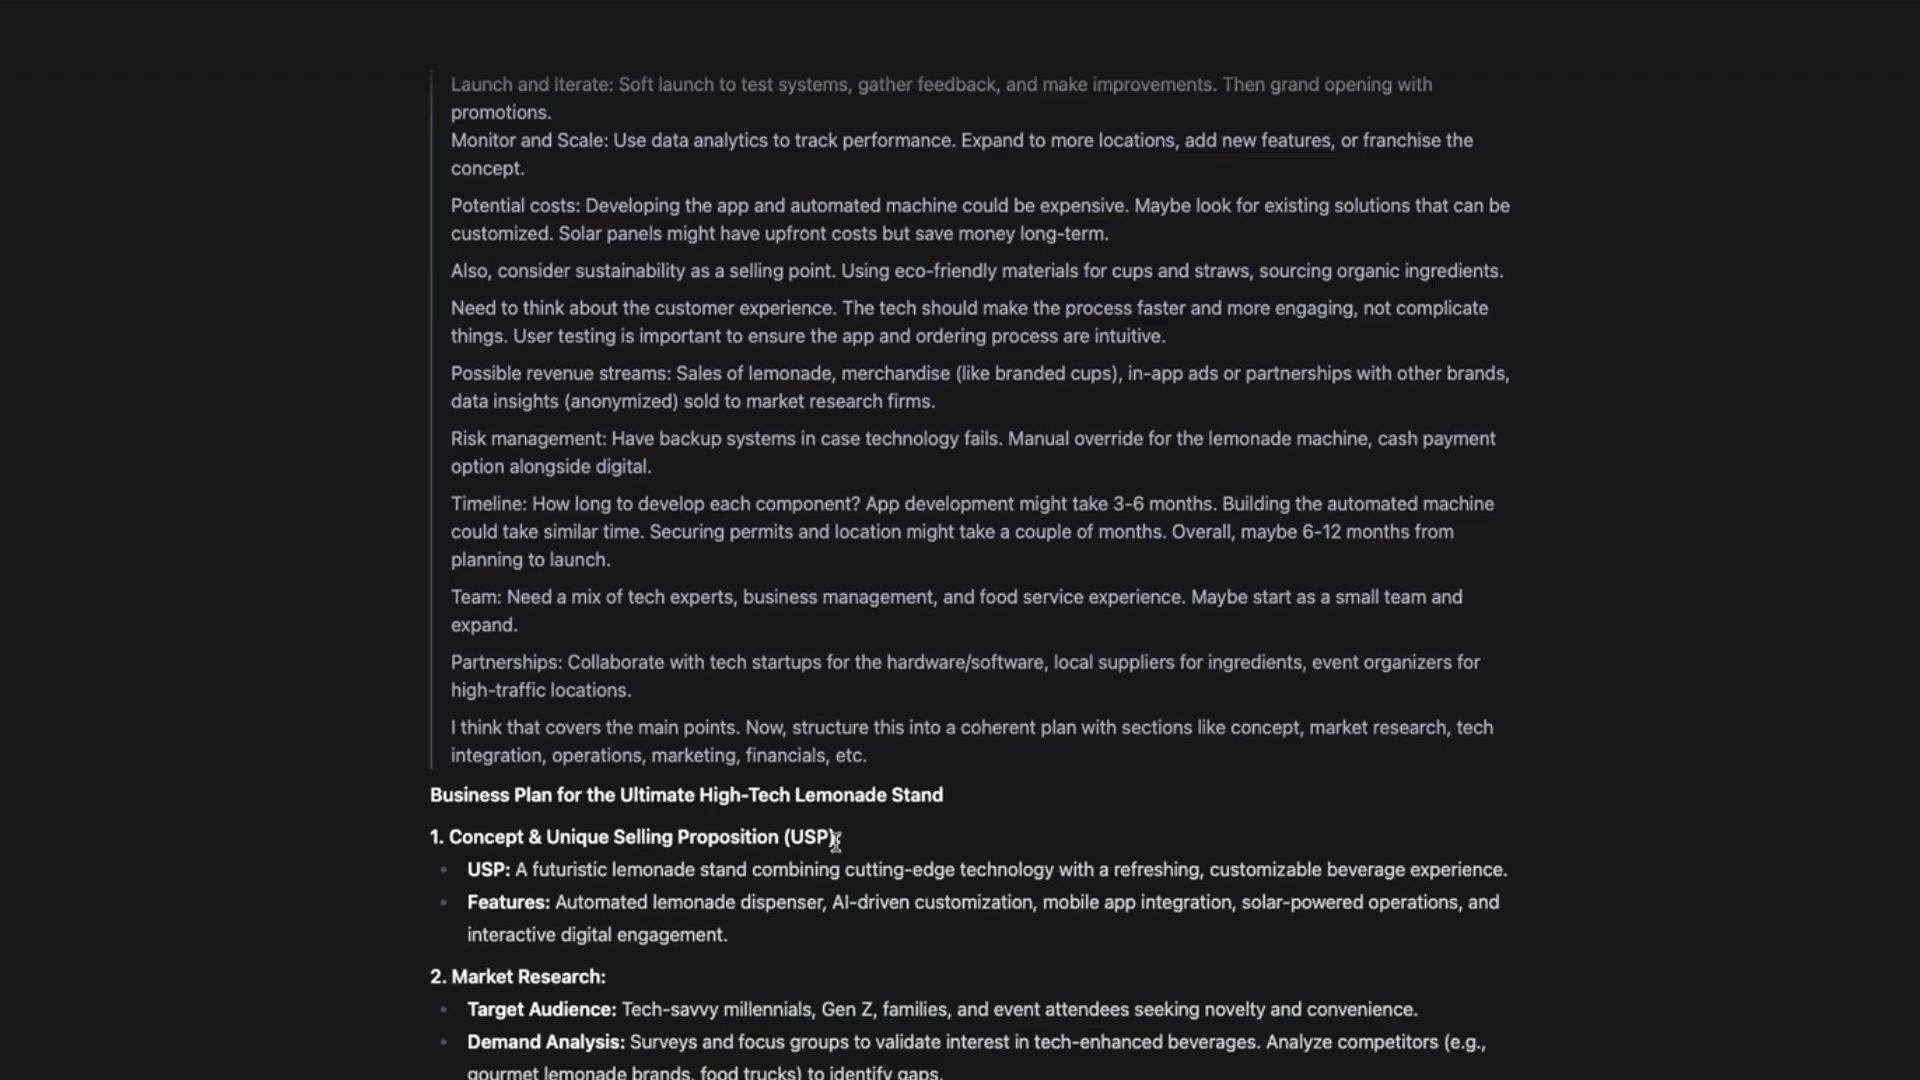 Launch and Iterate: Soft launch to test systems, gather feedback, and make improvements. Then grand opening with
promotions.
Monitor and Scale: Use data analytics to track performance. Expand to more locations, add new features, or franchise the
concept.
Potential costs: Developing the app and automated machine could be expensive. Maybe look for existing solutions that can be
customized. Solar panels might have upfront costs but save money long-term.
Also, consider sustainability as a selling point. Using eco-friendly materials for cups and straws, sourcing organic ingredients.
Need to think about the customer experience. The tech should make the process faster and more engaging, not complicate
things. User testing is important to ensure the app and ordering process are intuitive.
Possible revenue streams: Sales of lemonade, merchandise (like branded cups), in-app ads or partnerships with other brands,
data insights (anonymized) sold to market research firms.
Risk management: Have backup systems in case technology fails. Manual override for the lemonade machine, cash payment
option alongside digital.
Timeline: How long to develop each component? App development might take 3-6 months. Building the automated machine
could take similar time. Securing permits and location might take a couple of months. Overall, maybe 6-12 months from
planning to launch.
Team: Need a mix of tech experts, business management, and food service experience. Maybe start as a small team and
expand.
Partnerships: Collaborate with tech startups for the hardware/software, local suppliers for ingredients, event organizers for
high-traffic locations.
I think that covers the main points. Now, structure this into a coherent plan with sections like concept, market research, tech
integration, operations, marketing, financials, etc.
Business Plan for the Ultimate High-Tech Lemonade Stand
1. Concept & Unique Selling Proposition (USP):
• USP: A futuristic lemonade stand combining cutting-edge technology with a refreshing, customizable beverage experience.
• Features: Automated lemonade dispenser, AI-driven customization, mobile app integration, solar-powered operations, and
interactive digital engagement.
2. Market Research:
• Target Audience: Tech-savvy millennials, Gen Z, families, and event attendees seeking novelty and convenience.
• Demand Analysis: Surveys and focus groups to validate interest in tech-enhanced beverages. Analyze competitors (e.g.,
gourmet lemonade brands, food trucks) to identify gaps.